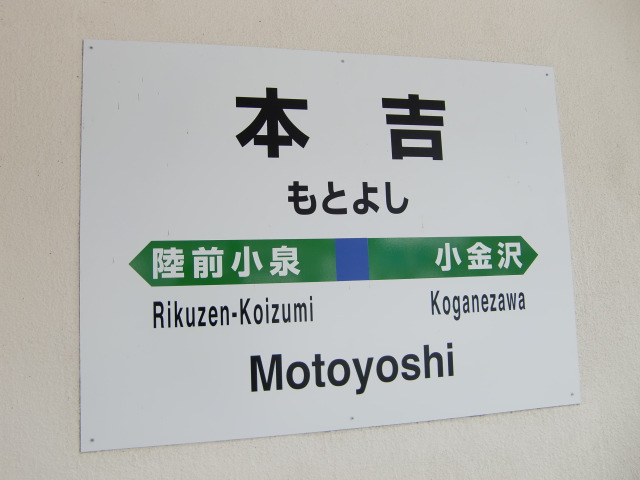 本吉
もとよし
陸前小泉 小金沢
Rikuzen-Koizumi Koganezawa
Motoyoshi